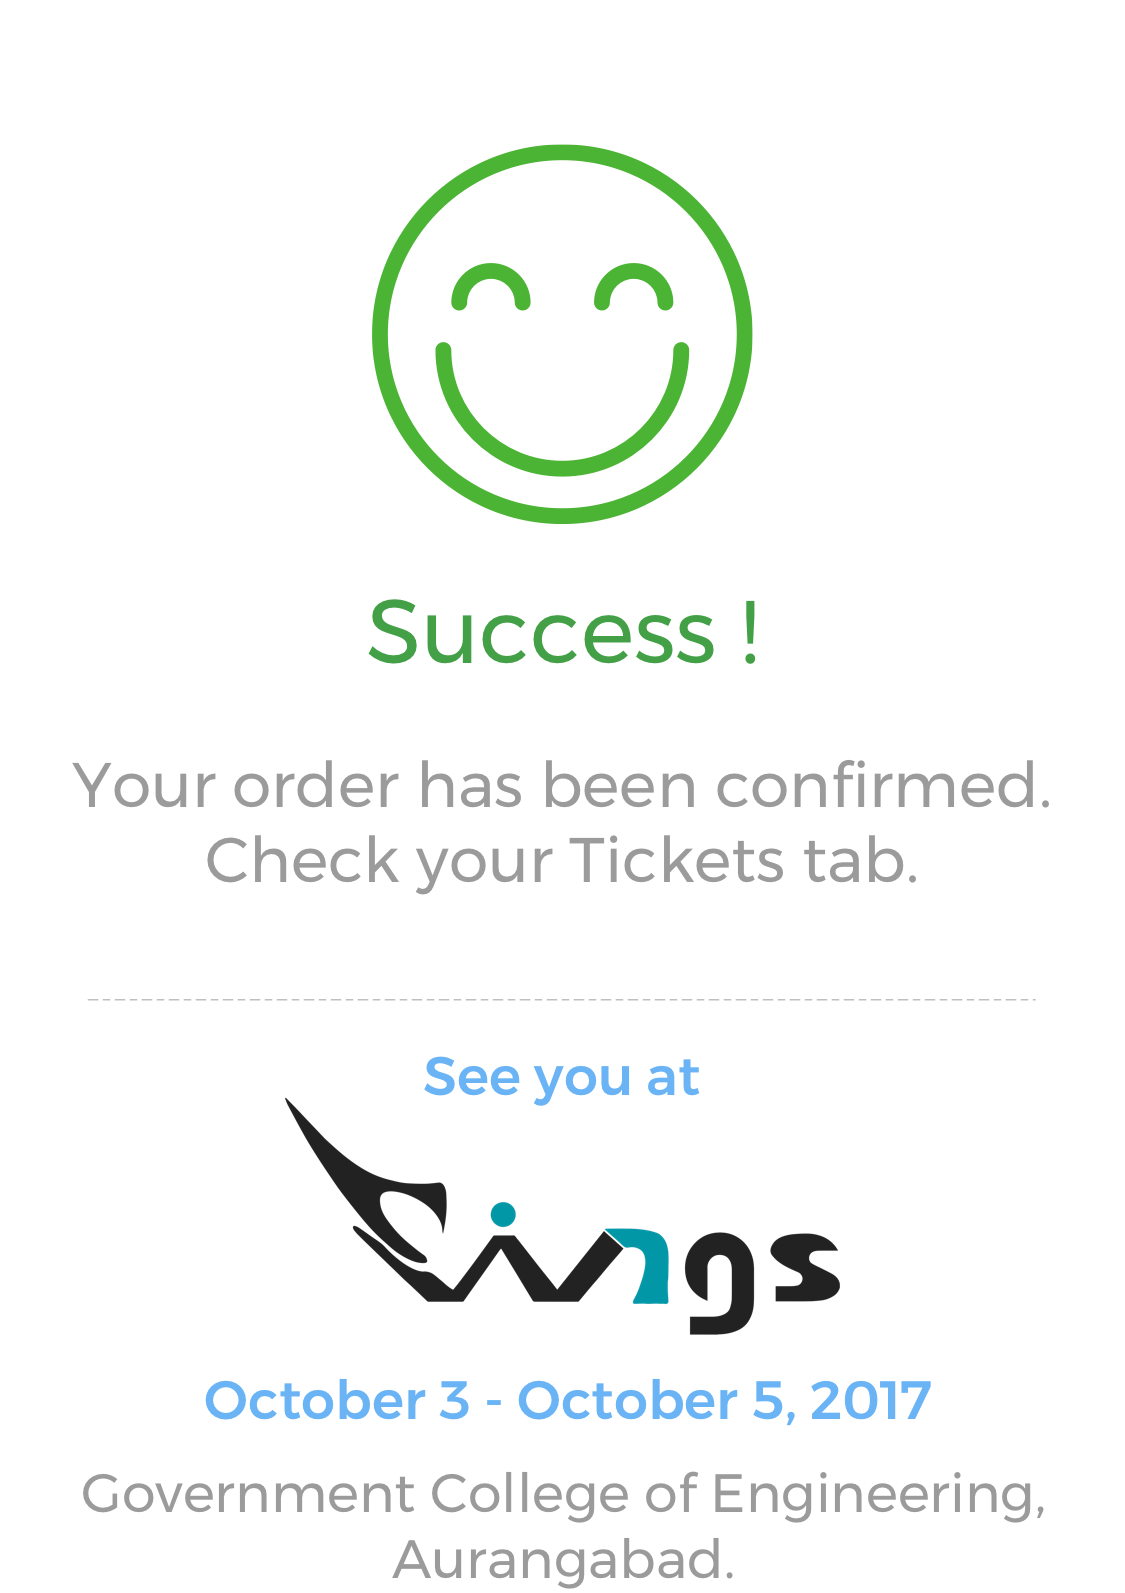 Success !
Your order has been confirmed.
Check your Tickets tab.
See you at
Wings
October 3 - October 5, 2017
Government College of Engineering,
Aurangabad.